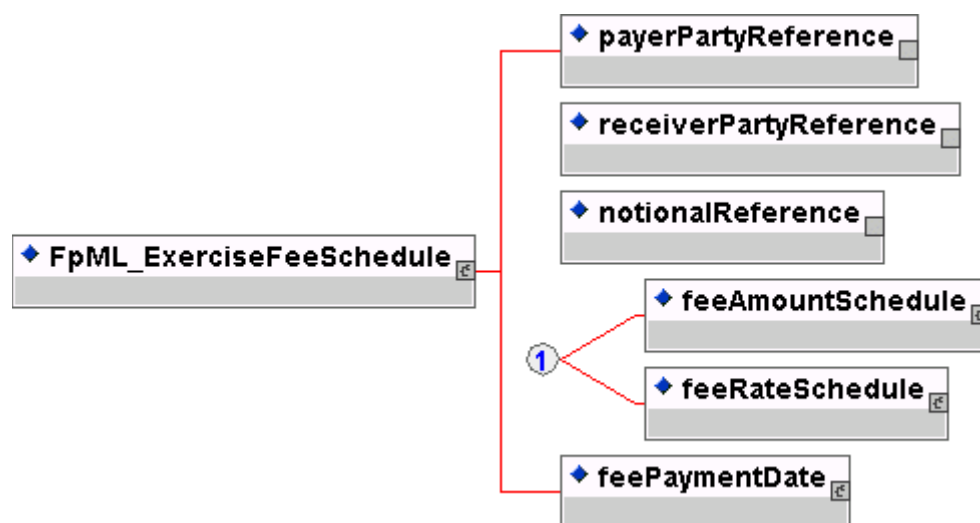 payerPartyReference
receiverPartyReference
notionalReference
FpML_ExerciseFeeSchedule
feeAmountSchedule
1
feeRateSchedule
feePaymentDate